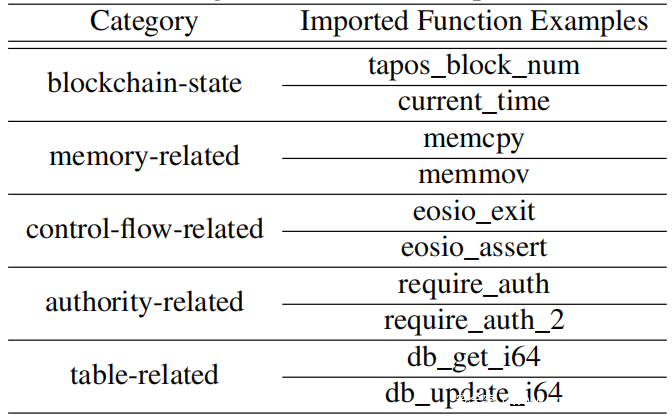 Category Imported Function Examples
blockchain-state tapos_block_num
current_time
memory-related memcpy
memmov
control-flow-related eosio_exit
eosio_assert
authority-related require_auth
require_auth_2
table-related db_get_i64
db_update_i64